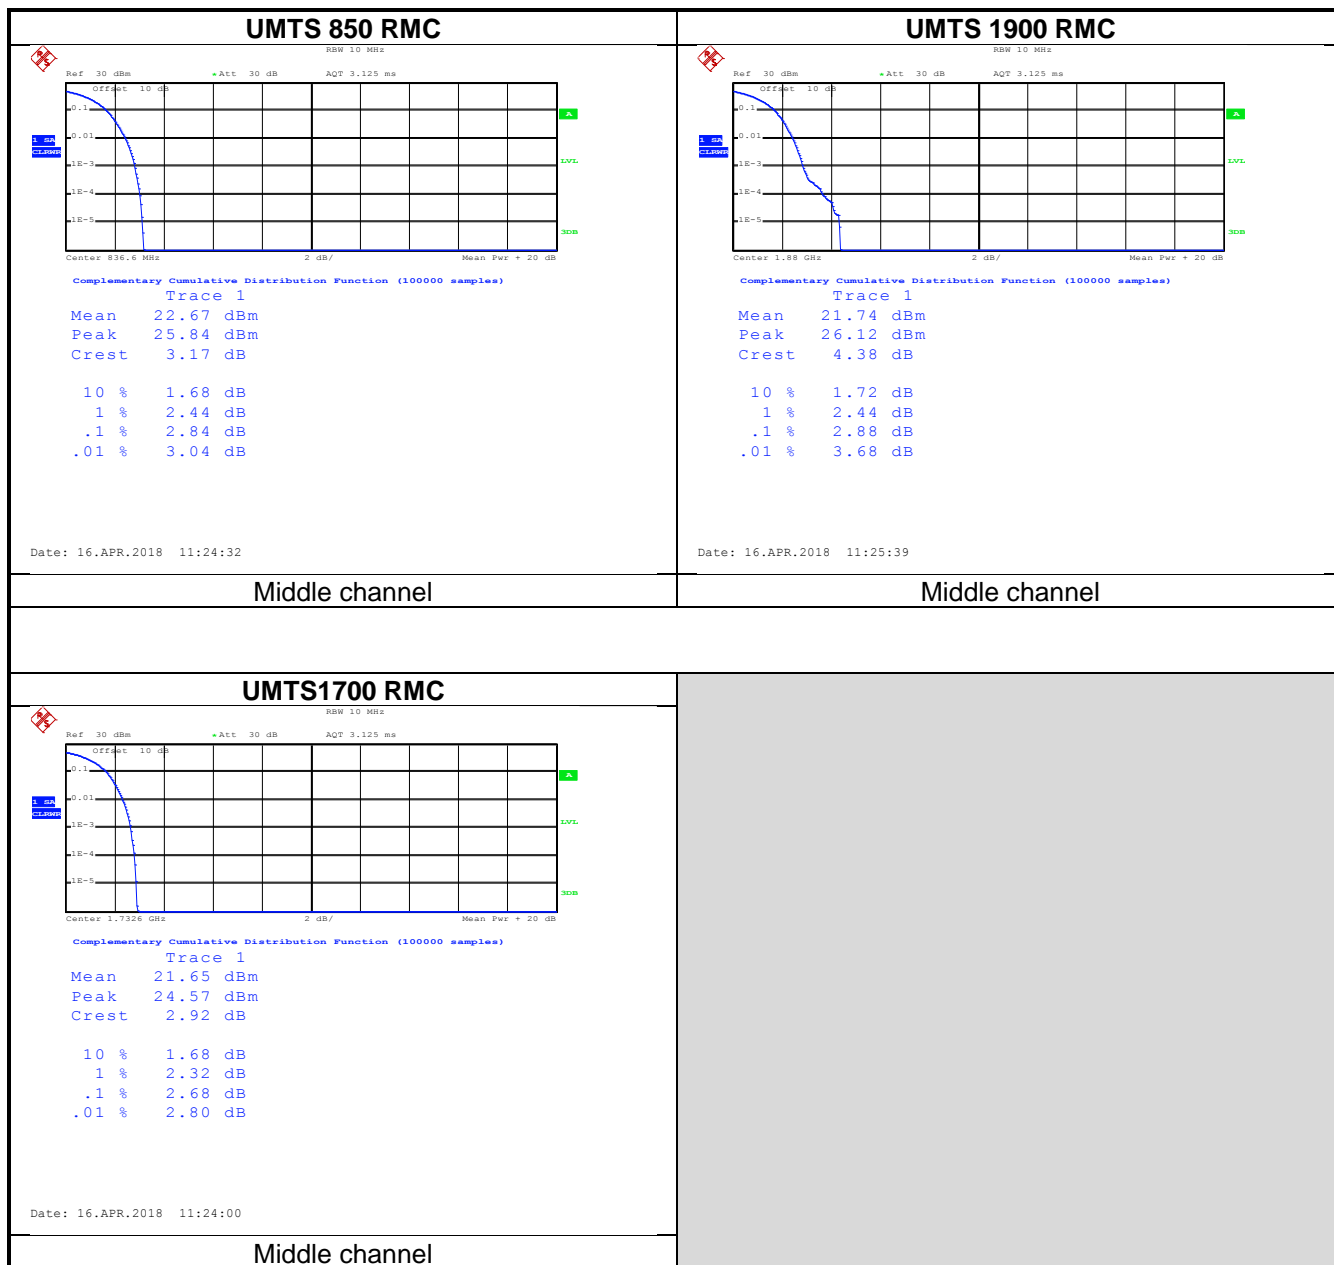 UMTS 850 RMC
RBW 10 MHz
Ref 30 dBm *Att 30 dB AQT 3.125 ms
Offset 10 dB
0.1
A
0.01
1 SA
CLRWR
1E-3
LVL
1E-4
1E-5
3DB
Center 836.6 MHz 2 dB/ Mean Pwr + 20 dB
Complementary Cumulative Distribution Function (100000 samples)
Trace 1
Mean 22.67 dBm
Peak 25.84 dBm
Crest 3.17 dB
10 % 1.68 dB
1 % 2.44 dB
.1 % 2.84 dB
.01 % 3.04 dB
Date: 16.APR.2018 11:24:32
Middle channel
UMTS 1900 RMC
RBW 10 MHz
Ref 30 dBm *Att 30 dB AQT 3.125 ms
Offset 10 dB
0.1
A
0.01
1 SA
CLRWR
1E-3
LVL
1E-4
1E-5
3DB
Center 1.88 GHz 2 dB/ Mean Pwr + 20 dB
Complementary Cumulative Distribution Function (100000 samples)
Trace 1
Mean 21.74 dBm
Peak 26.12 dBm
Crest 4.38 dB
10 % 1.72 dB
1 % 2.44 dB
.1 % 2.88 dB
.01 % 3.68 dB
Date: 16.APR.2018 11:25:39
Middle channel
UMTS1700 RMC
RBW 10 MHz
Ref 30 dBm *Att 30 dB AQT 3.125 ms
Offset 10 dB
0.1
A
0.01
1 SA
CLRWR
1E-3
LVL
1E-4
1E-5
3DB
Center 1.7326 GHz 2 dB/ Mean Pwr + 20 dB
Complementary Cumulative Distribution Function (100000 samples)
Trace 1
Mean 21.65 dBm
Peak 24.57 dBm
Crest 2.92 dB
10 % 1.68 dB
1 % 2.32 dB
.1 % 2.68 dB
.01 % 2.80 dB
Date: 16.APR.2018 11:24:00
Middle channel